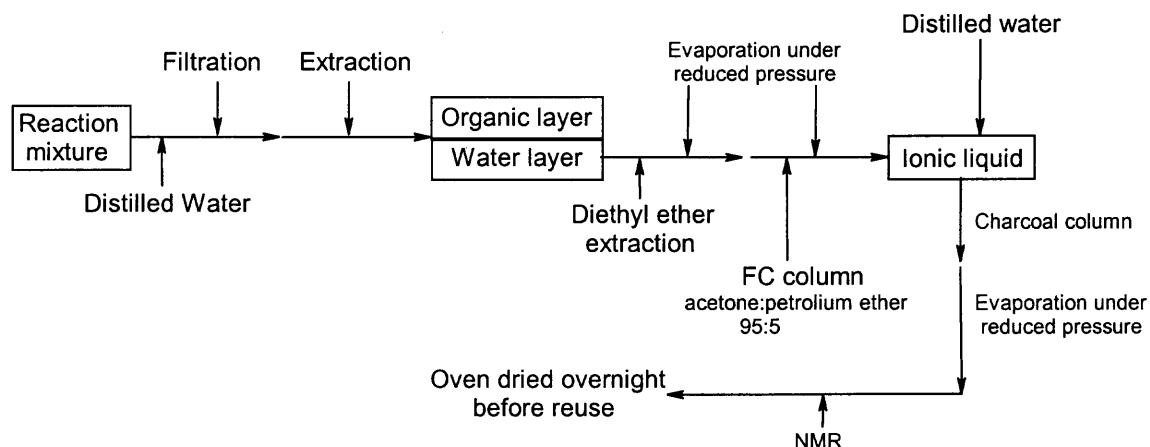 Distilled water
Filtration
Extraction
Evaporation under
reduced pressure
Reaction
mixture
Organic layer
Water layer
Ionic liquid
Distilled Water
Diethyl ether
extraction
FC column
acetone:petrolium ether
95:5
Charcoal column
Evaporation under
reduced pressure
Oven dried overnight
before reuse
NMR